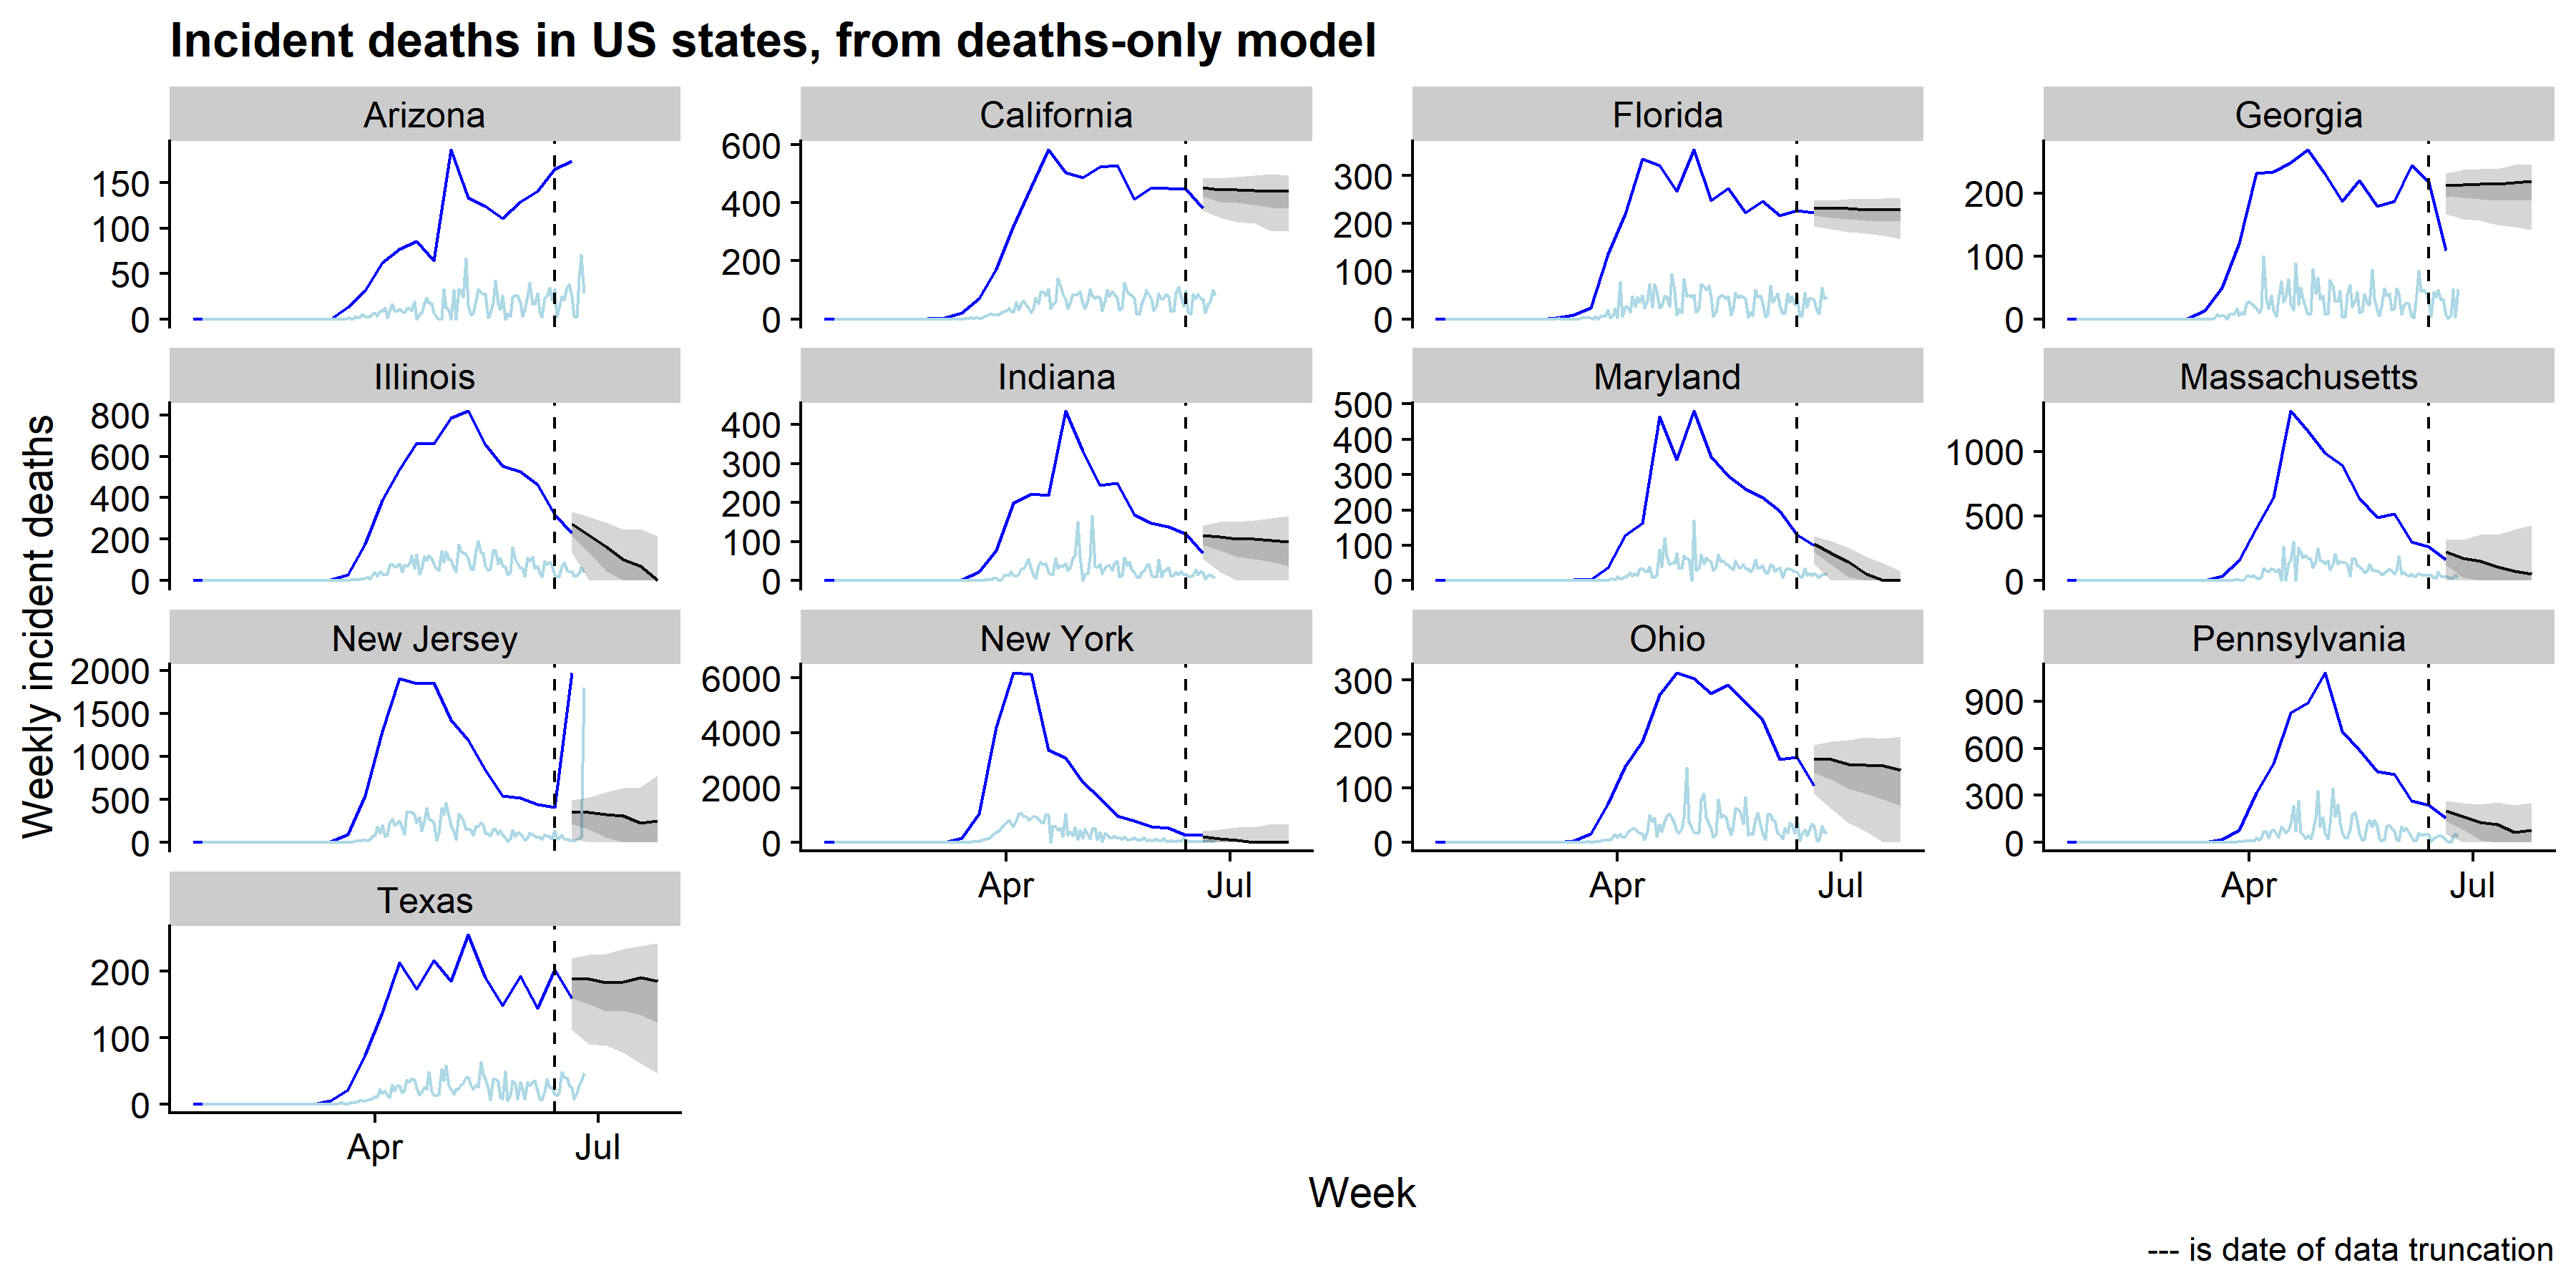 Incident deaths in US states, from deaths-only model
Arizona
California
Florida
Georgia
150
100
50
0
600
400
200
0
300
200
100
0
200
100
0
Illinois
Indiana
Maryland
Massachusetts
800
600
400
200
0
400
300
200
100
0
500
400
300
200
100
0
1000
500
0
New Jersey
New York
Ohio
Pennsylvania
2000
1500
1000
500
0
6000
4000
2000
0
300
200
100
0
900
600
300
0
Apr Jul
Apr Jul
Apr Jul
Texas
200
100
0
Apr Jul
Weekly incident deaths
Week
--- is date of data truncation